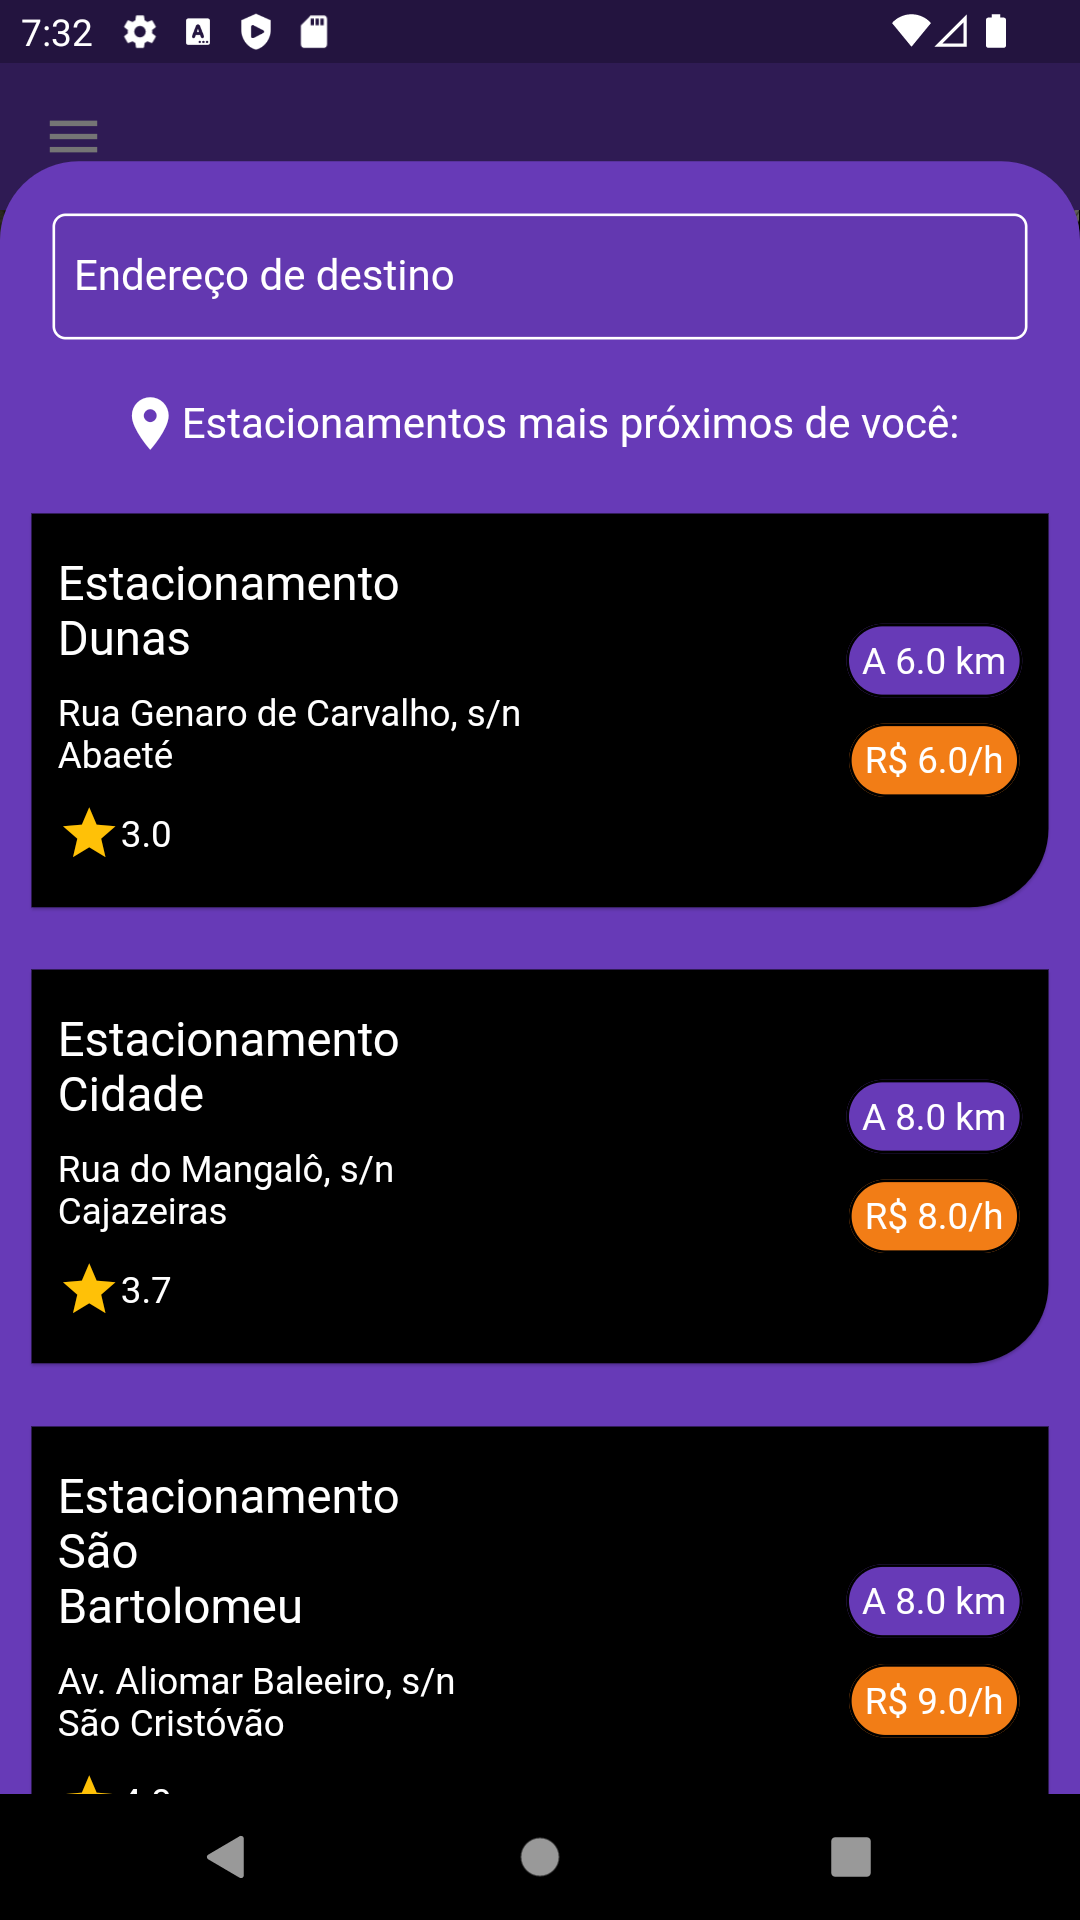 7:32
Endereço de destino
Estacionamentos mais próximos de você:
Estacionamento
Dunas
A 6.0 km
Rua Genaro de Carvalho, s/n
Abaeté
R$ 6.0/h
3.0
Estacionamento
Cidade
A 8.0 km
Rua do Mangalô, s/n
Cajazeiras
R$ 8.0/h
3.7
Estacionamento
São
Bartolomeu
A 8.0 km
Av. Aliomar Baleeiro, s/n
São Cristóvão
R$ 9.0/h